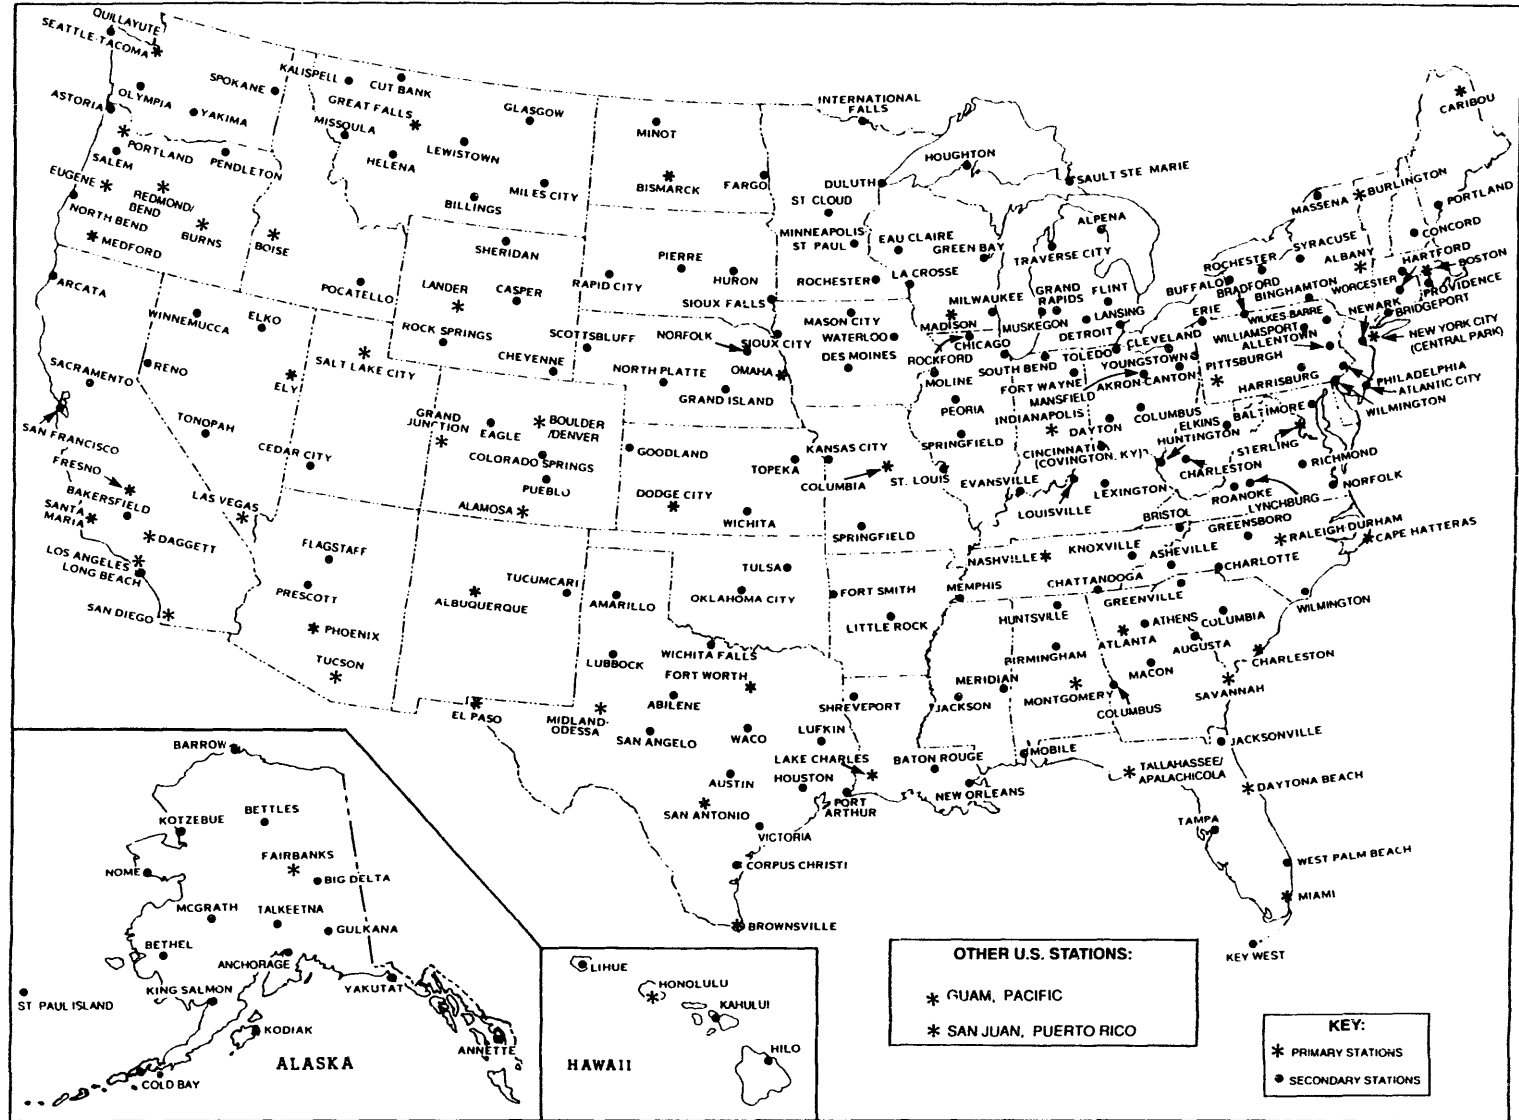 QUILLAYUTE
SEATTLE-TACOMA
SPOKANE
OLYMPIA
ASTORIA
YAKIMA
PORTLAND
SALEM
PENDLETON
EUGENE
REDMOND/
BEND
NORTH BEND
BURNS
MEDFORD
BOISE
POCATELLO
KALISPELL
CUT BANK
GREAT FALLS
MISSOULA
GLASGOW
HELENA
LEWISTOWN
MILES CITY
BILLINGS
SHERIDAN
LANDER
CASPER
ROCK SPRINGS
CHEYENNE
MINOT
BISMARCK
FARGO
PIERRE
HURON
RAPID CITY
SIOUX FALLS
SCOTTSBLUFF
NORFOLK
NORTH PLATTE
OMAHA
GRAND ISLAND
ARCATA
WINNEMUCCA
ELKO
SACRAMENTO
RENO
ELY
SALT LAKE CITY
TONOPAH
SAN FRANCISCO
CEDAR CITY
FRESNO
BAKERSFIELD
LAS VEGAS
SANTA
MARIA
DAGGETT
LOS ANGELES
LONG BEACH
SAN DIEGO
GRAND
JUNCTION
EAGLE
BOULDER
/DENVER
COLORADO SPRINGS
PUEBLO
ALAMOSA
GOODLAND
TOPEKA
DODGE CITY
WICHITA
FLAGSTAFF
PRESCOTT
PHOENIX
TUCSON
TUCUMCARI
ALBUQUERQUE
AMARILLO
TULSA
OKLAHOMA CITY
WICHITA FALLS
LUBBOCK
FORT WORTH
ABILENE
EL PASO
MIDLAND-
ODESSA
SAN ANGELO
WACO
LUFKIN
AUSTIN
HOUSTON
PORT
ARTHUR
SAN ANTONIO
VICTORIA
CORPUS CHRISTI
BROWNSVILLE
INTERNATIONAL
FALLS
DULUTH
ST CLOUD
MINNEAPOLIS
ST PAUL
ROCHESTER
HOUGHTON
SAULT STE MARIE
EAU CLAIRE
GREEN BAY
LA CROSSE
MILWAUKEE
MADISON
ALPENA
TRAVERSE CITY
GRAND
RAPIDS
FLINT
MUSKEGON
LANSING
DETROIT
SIOUX CITY
MASON CITY
WATERLOO
DES MOINES
ROCKFORD
CHICAGO
MOLINE
PEORIA
SPRINGFIELD
SOUTH BEND
FORT WAYNE
INDIANAPOLIS
EVANSVILLE
TOLEDO
CLEVELAND
YOUNGSTOWN
AKRON-CANTON
MANSFIELD
DAYTON
COLUMBUS
CINCINNATI
(COVINGTON, KY)
LOUISVILLE
LEXINGTON
KANSAS CITY
COLUMBIA
ST. LOUIS
SPRINGFIELD
FORT SMITH
LITTLE ROCK
MEMPHIS
NASHVILLE
KNOXVILLE
CHATTANOOGA
BRISTOL
SHREVEPORT
LAKE CHARLES
BATON ROUGE
NEW ORLEANS
MERIDIAN
JACKSON
HUNTSVILLE
BIRMINGHAM
MONTGOMERY
MOBILE
ATHENS
ATLANTA
AUGUSTA
MACON
COLUMBUS
SAVANNAH
TALLAHASSEE/
APALACHICOLA
JACKSONVILLE
DAYTONA BEACH
TAMPA
WEST PALM BEACH
MIAMI
KEY WEST
GREENVILLE
COLUMBIA
CHARLESTON
ASHEVILLE
CHARLOTTE
GREENSBORO
RALEIGH-DURHAM
CAPE HATTERAS
WILMINGTON
ELKINS
HUNTINGTON
CHARLESTON
STERLING
ROANOKE
LYNCHBURG
RICHMOND
NORFOLK
BALTIMORE
WILMINGTON
ERIE
BRADFORD
WILKES BARRE
WILLIAMSPORT
ALLENTOWN
PITTSBURGH
HARRISBURG
PHILADELPHIA
ATLANTIC CITY
NEWARK
NEW YORK CITY
(CENTRAL PARK)
BUFFALO
ROCHESTER
SYRACUSE
BINGHAMTON
ALBANY
MASSENA
BURLINGTON
CARIBOU
PORTLAND
CONCORD
HARTFORD
BOSTON
WORCESTER
PROVIDENCE
BRIDGEPORT
BARROW
KOTZEBUE
BETTLES
FAIRBANKS
NOME
BIG DELTA
MCGRATH
TALKEETNA
GULKANA
BETHEL
ANCHORAGE
ST PAUL ISLAND
KING SALMON
YAKUTAT
KODIAK
ANNETTE
COLD BAY
ALASKA
LIHUE
HONOLULU
KAHULUI
HILO
HAWAII
OTHER U.S. STATIONS:
* GUAM, PACIFIC
* SAN JUAN, PUERTO RICO
KEY:
* PRIMARY STATIONS
● SECONDARY STATIONS